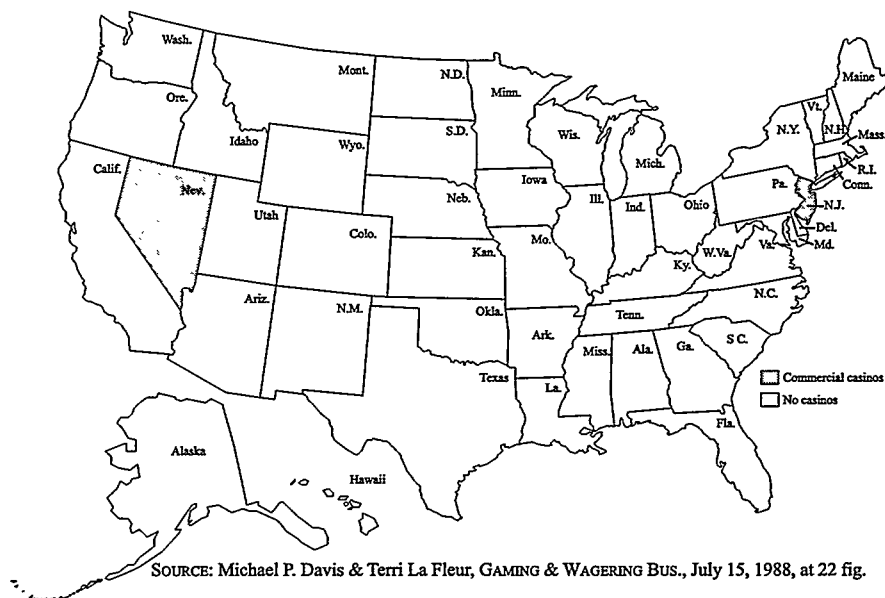 Wash.
Mont.
N.D.
Minn.
Maine
Ore.
Idaho
S.D.
Wis.
Mich.
N.Y.
Vt.
N.H.
Mass.
Wyo.
R.I.
Conn.
Calif.
Nev.
Iowa
Pa.
N.J.
Neb.
Ill.
Ind.
Ohio
Del.
Utah
Colo.
Md.
Kan.
Mo.
W.Va.
Va.
Ky.
Ariz.
N.M.
Okla.
Tenn.
N.C.
Ark.
Miss.
Ala.
Ga.
S C.
Texas
La.
Commercial casinos
No casinos
Fla.
Alaska
Hawaii
SOURCE: Michael P. Davis & Terri La Fleur, GAMING & WAGERING BUS., July 15, 1988, at 22 fig.